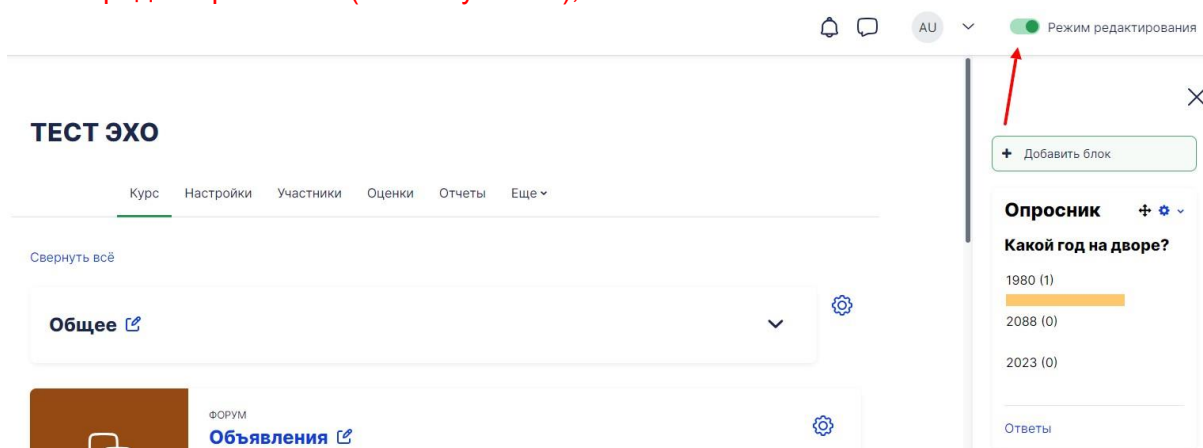 AU
Режим редактирования
ТЕСТ ЭХО
Добавить блок
Курс Настройки Участники Оценки Отчеты Еще
Опросник
Какой год на дворе?
Свернуть всё
1980 (1)
Общее
2088 (0)
2023 (0)
ФОРУМ
Объявления
Ответы